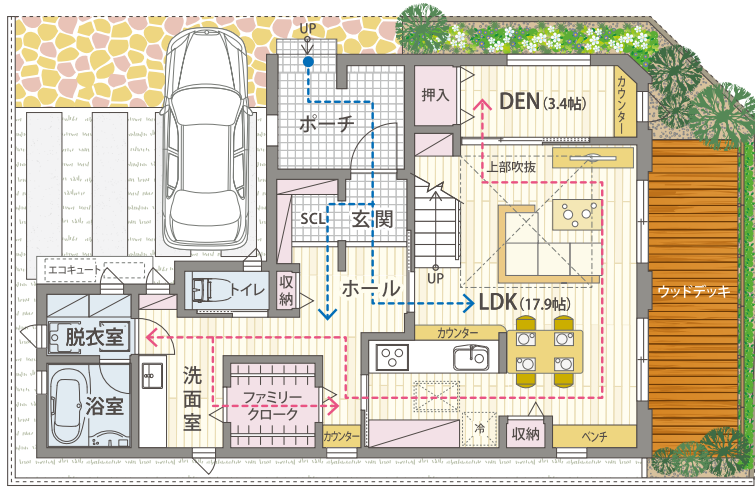 UP
ポーチ
押入
DEN(3.4帖)
カウンター
上部吹抜
SCL
玄関
エコキュート
トイレ
収納
ホール
UP
LDK(17.9帖)
ウッドデッキ
脱衣室
カウンター
浴室
洗面室
ファミリー
クローク
カウンター
冷
収納
ベンチ